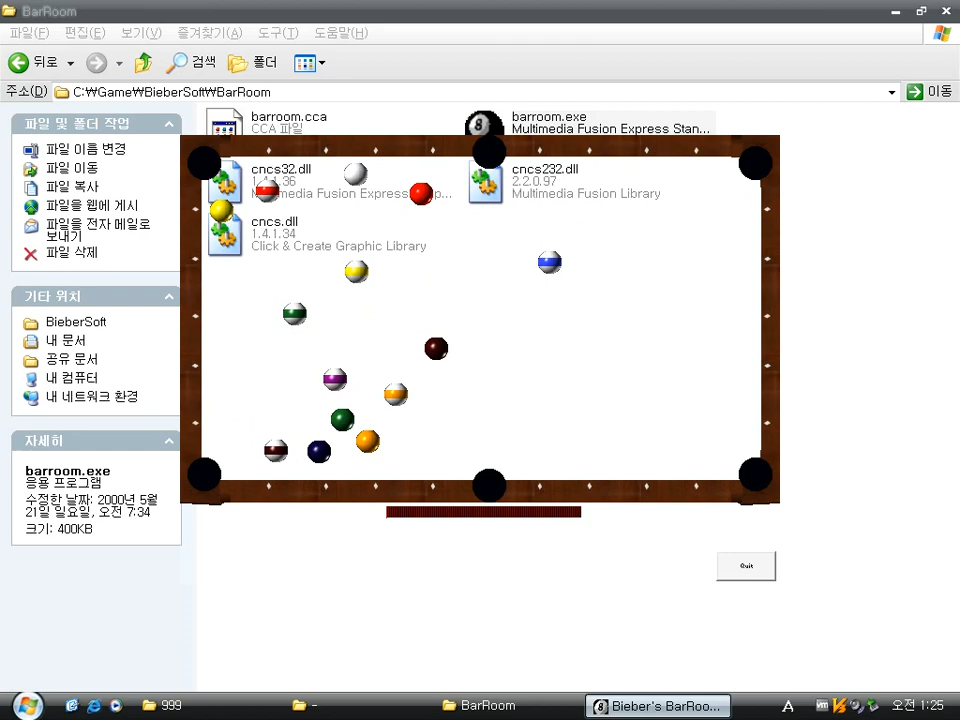 BarRoom
파일(F) 편집(E) 보기(V) 즐겨찾기(A) 도구(T) 도움말(H)
뒤로 검색 폴더
주소(D) C:₩Game₩BieberSoft₩BarRoom 이동
파일 및 폴더 작업
파일 이름 변경
파일 이동
파일 복사
파일을 웹에 게시
파일을 전자 메일로
보내기
파일 삭제
기타 위치
BieberSoft
내 문서
공유 문서
내 컴퓨터
내 네트워크 환경
자세히
barroom.exe
응용 프로그램
수정한 날짜: 2000년 5월
21일 일요일, 오전 7:34
크기: 400KB
barroom.cca
CCA 파일
barroom.exe
Multimedia Fusion Express Stan...
8
cncs32.dll
1.4.1.36
Multimedia Fusion Express
p...
cncs232.dll
2.2.0.97
Multimedia Fusion Library
cncs.dll
1.4.1.34
Click & Create Graphic Library
Quit
999 - BarRoom Bieber's BarRoo... A 오전 1:25